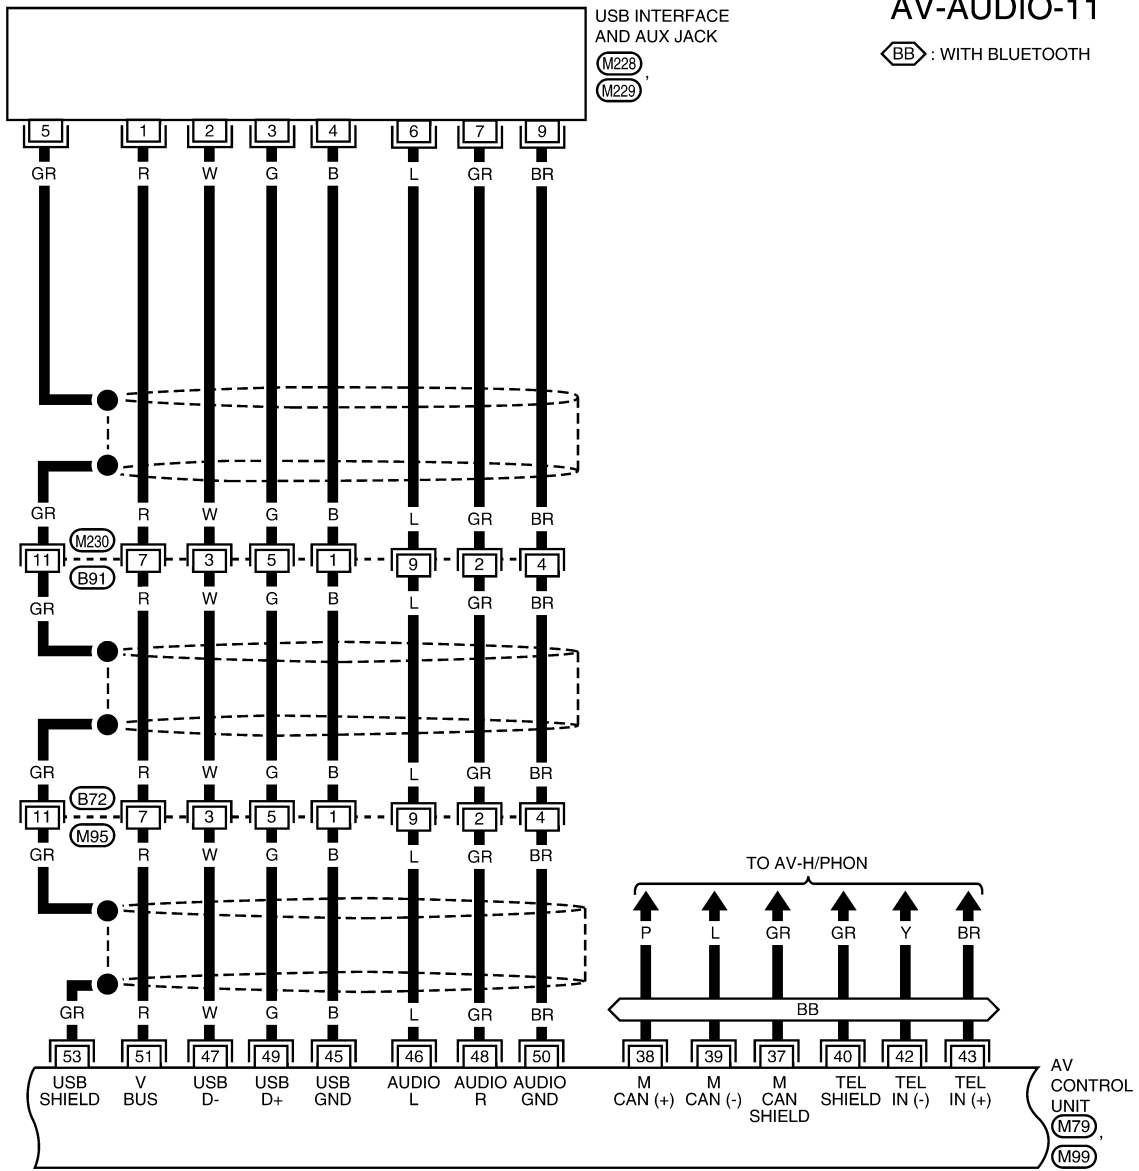 AV-AUDIO-11
USB INTERFACE
AND AUX JACK
M228 ,
M229
BB : WITH BLUETOOTH
5 1 2 3 4 6 7 9
GR R W G B L GR BR
GR R W G B L GR BR
M230
11 7 3 5 1 9 2 4
B91
GR R W G B L GR BR
GR R W G B L GR BR
B72
11 7 3 5 1 9 2 4
M95
GR R W G B L GR BR
TO AV-H/PHON
P L GR GR Y BR
BB
GR R W G B L GR BR
53 51 47 49 45 46 48 50 38 39 37 40 42 43
USB SHIELD
V BUS
USB D-
USB D+
USB GND
AUDIO L
AUDIO R
AUDIO GND
M CAN (+)
M CAN (-)
M CAN SHIELD
TEL SHIELD
TEL IN (-)
TEL IN (+)
AV
CONTROL
UNIT
M79 ,
M99